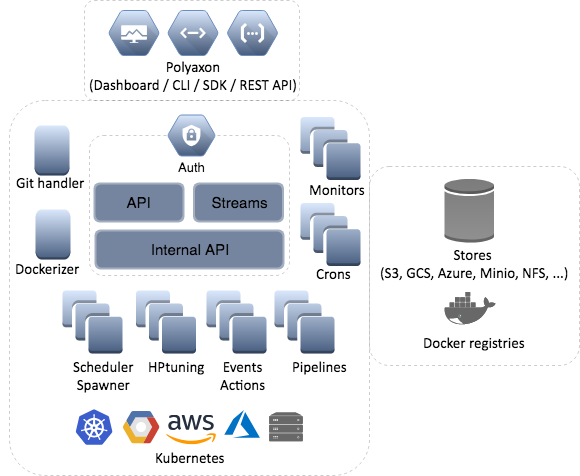 Polyaxon
(Dashboard / CLI / SDK / REST API)
Auth
Git handler
Monitors
API
Streams
Internal API
Dockerizer
Crons
Stores
(S3, GCS, Azure, Minio, NFS, ...)
Docker registries
Scheduler
Spawner
HPtuning
Events
Actions
Pipelines
aws
Kubernetes